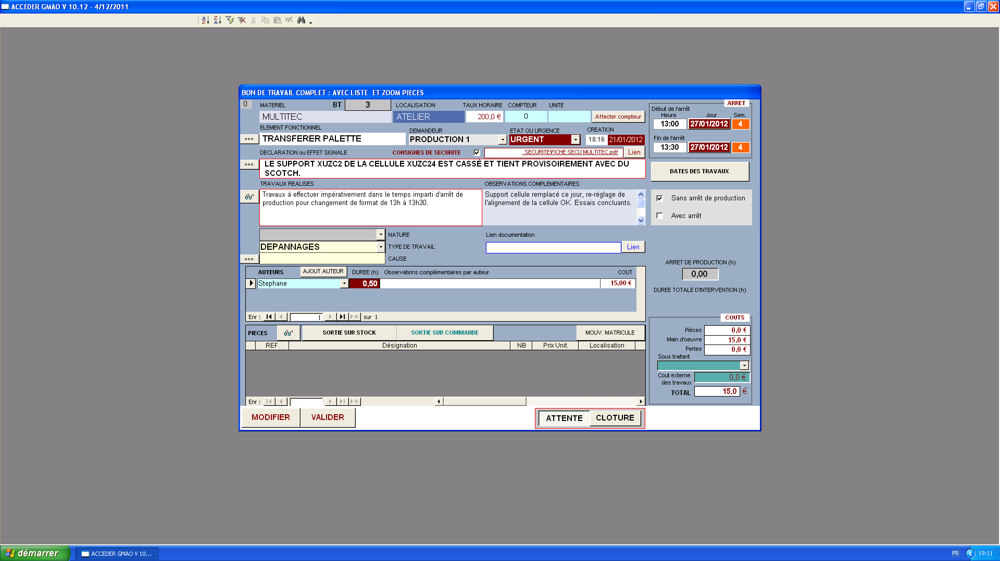 ACCEDER GMAO V 10.12 - 4/12/2011
BON DE TRAVAIL COMPLET : AVEC LISTE ET ZOOM PIECES
0 MATERIEL BT 3 LOCALISATION TAUX HORAIRE COMPTEUR UNITE
MULTITEC ATELIER 200,0 € 0 Affecter compteur
ELEMENT FONCTIONNEL DEMANDEUR ETAT OU URGENCE CREATION
TRANSFERER PALETTE PRODUCTION 1 URGENT 18:16 21/01/2012
DECLARATION ou EFFET SIGNALE CONSIGNES DE SECURITE _SECURITE\FICHE SECU MULTITEC.pdf Lien
LE SUPPORT XUZC2 DE LA CELLULE XUZC24 EST CASSÉ ET TIENT PROVISOIREMENT AVEC DU
SCOTCH.
TRAVAUX REALISES
Travaux à effectuer impérativement dans le temps imparti d'arrêt de
production pour changement de format de 13h à 13h30.
OBSERVATIONS COMPLEMENTAIRES
Support cellule remplacé ce jour, re-réglage de
l'alignement de la cellule OK. Essais concluants.
ARRET
Début de l'arrêt
Heure Jour Sem.
13:00 27/01/2012 4
Fin de l'arrêt
13:30 27/01/2012 4
DATES DES TRAVAUX
Sans arrêt de production
Avec arrêt
NATURE
DEPANNAGES TYPE DE TRAVAIL
CAUSE
Lien documentation
Lien
ARRET DE PRODUCTION (h)
0,00
DUREE TOTALE D'INTERVENTION (h)
AUTEURS AJOUT AUTEUR DUREE (h) Observations complémentaires par auteur COUT
Stephane 0,50 15,00 €
Enr : 1 sur 1
PIECES SORTIE SUR STOCK SORTIE SUR COMMANDE MOUV. MATRICULE
REF. Désignation NB Prix Unit. Localisation
Enr :
COUTS
Pièces 0,0 €
Main d'oeuvre 15,0 €
Pertes 0,0 €
Sous traitant
Cout externe
des travaux 0,0 €
TOTAL 15,0 €
MODIFIER VALIDER ATTENTE CLOTURE
démarrer ACCEDER GMAO V 10... FR 19:11